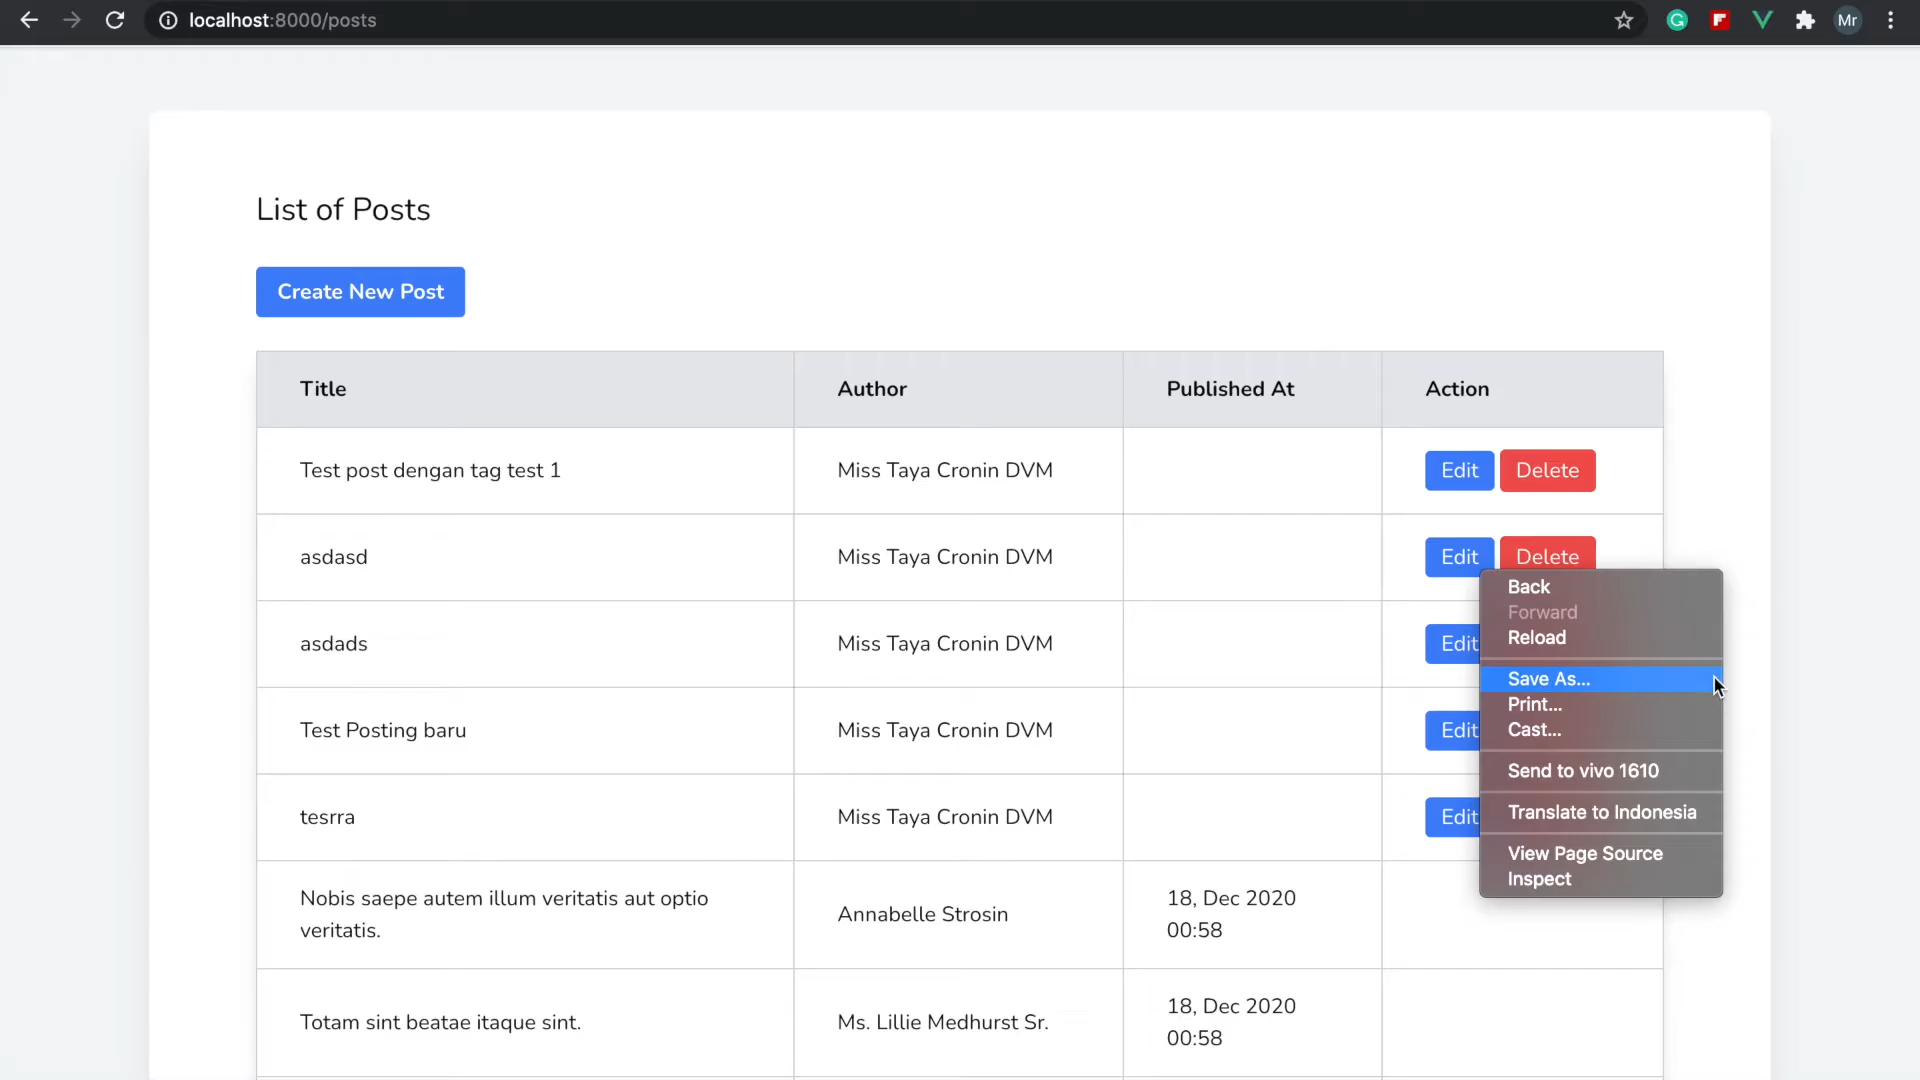 localhost:8000/posts
Mr
List of Posts
Create New Post
Title Author Published At Action
Test post dengan tag test 1 Miss Taya Cronin DVM Edit Delete
asdasd Miss Taya Cronin DVM Edit Delete
asdads Miss Taya Cronin DVM Edit
Test Posting baru Miss Taya Cronin DVM Edit
tesrra Miss Taya Cronin DVM Edit
Nobis saepe autem illum veritatis aut optio
veritatis.
Annabelle Strosin
18, Dec 2020
00:58
Totam sint beatae itaque sint.
Ms. Lillie Medhurst Sr.
18, Dec 2020
00:58
Back
Forward
Reload
Save As...
Print...
Cast...
Send to vivo 1610
Translate to Indonesia
View Page Source
Inspect